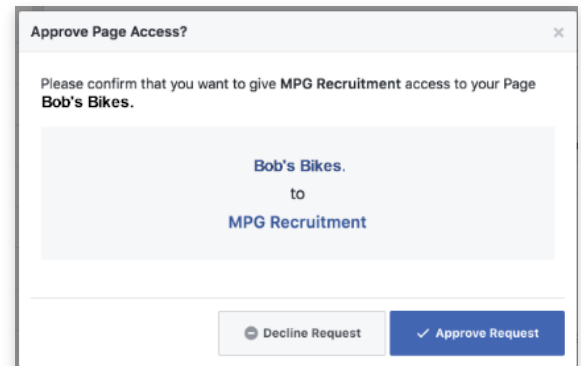 Approve Page Access?
Please confirm that you want to give MPG Recruitment access to your Page
Bob's Bikes.
Bob's Bikes.
to
MPG Recruitment
Decline Request
Approve Request